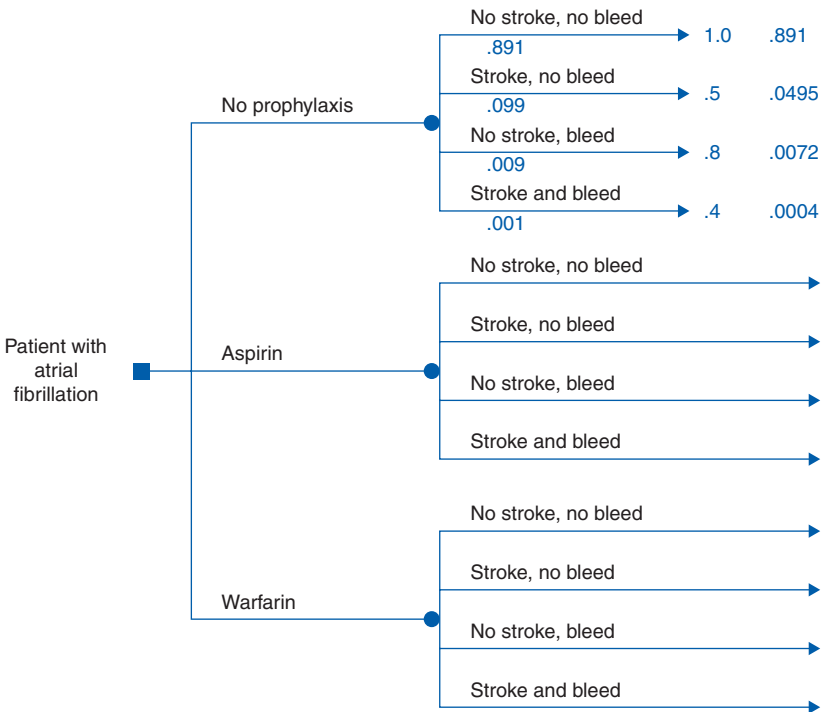 No stroke, no bleed
.891 1.0 .891
Stroke, no bleed
.099 .5 .0495
No prophylaxis
No stroke, bleed
.009 .8 .0072
Stroke and bleed
.001 .4 .0004
No stroke, no bleed
Stroke, no bleed
Patient with
atrial
fibrillation
Aspirin
No stroke, bleed
Stroke and bleed
No stroke, no bleed
Stroke, no bleed
Warfarin
No stroke, bleed
Stroke and bleed